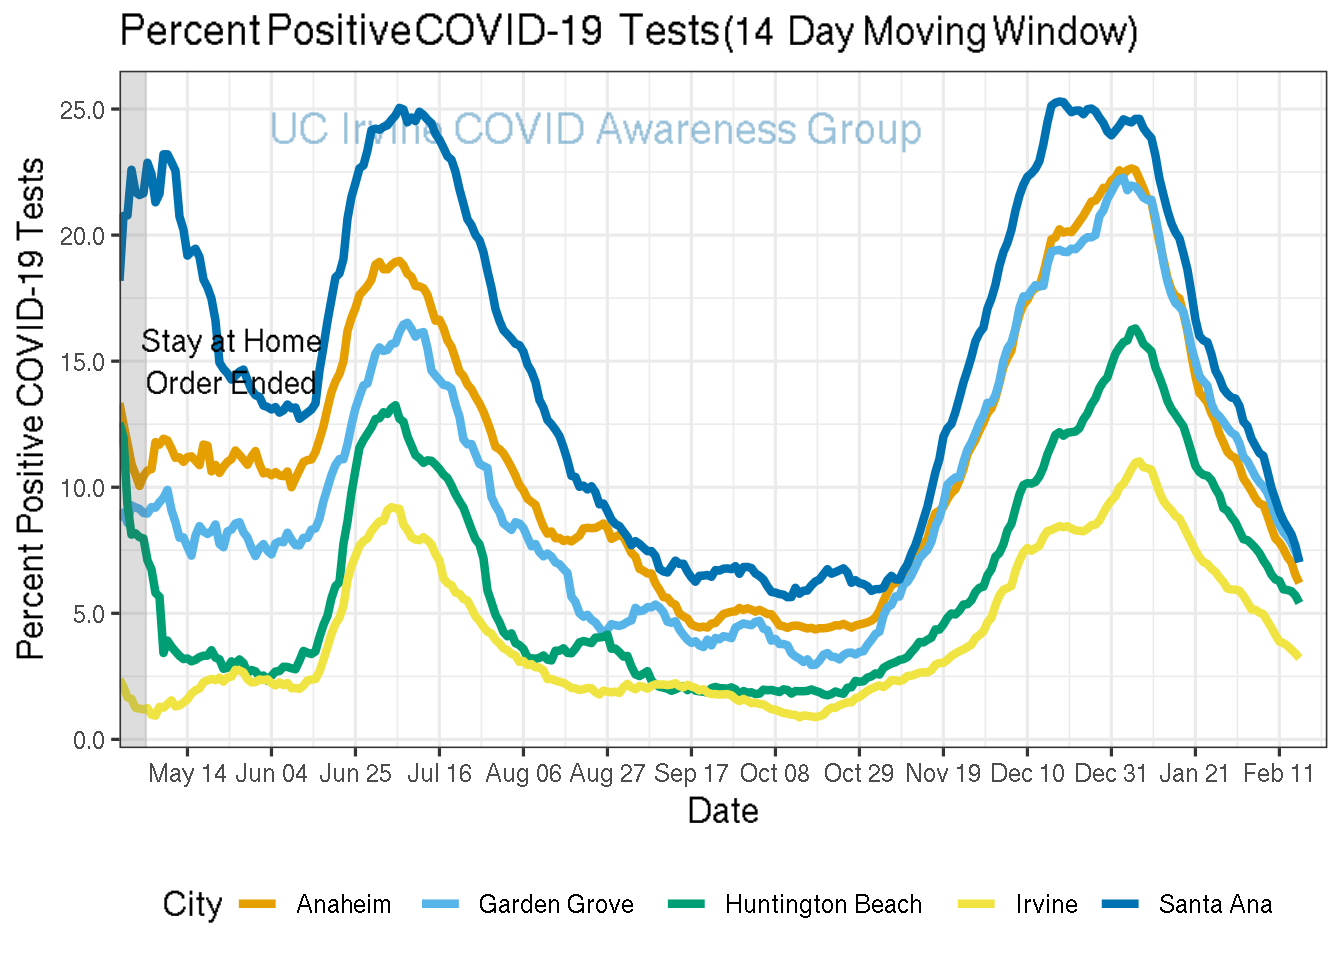 Percent Positive COVID-19 Tests (14 Day Moving Window)
UC Irvine COVID Awareness Group
Stay at Home
Order Ended
Percent Positive COVID-19 Tests
25.0
20.0
15.0
10.0
5.0
0.0
May 14 Jun 04 Jun 25 Jul 16 Aug 06 Aug 27 Sep 17 Oct 08 Oct 29 Nov 19 Dec 10 Dec 31 Jan 21 Feb 11
Date
City Anaheim Garden Grove Huntington Beach Irvine Santa Ana